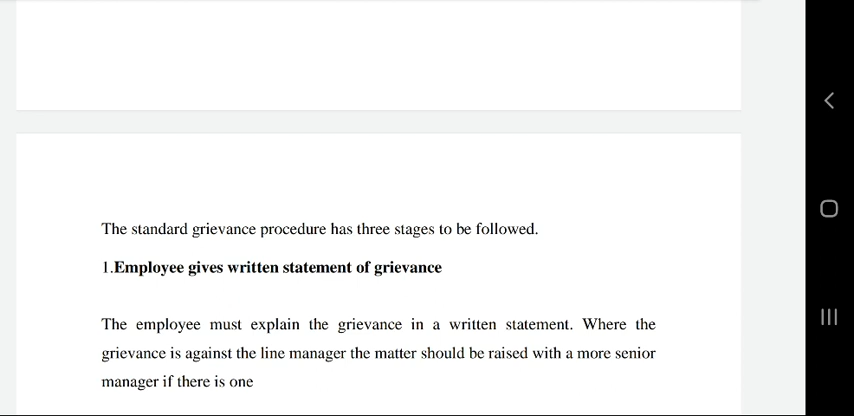 The standard grievance procedure has three stages to be followed.
1.Employee gives written statement of grievance
The employee must explain the grievance in a written statement. Where the
grievance is against the line manager the matter should be raised with a more senior
manager if there is one